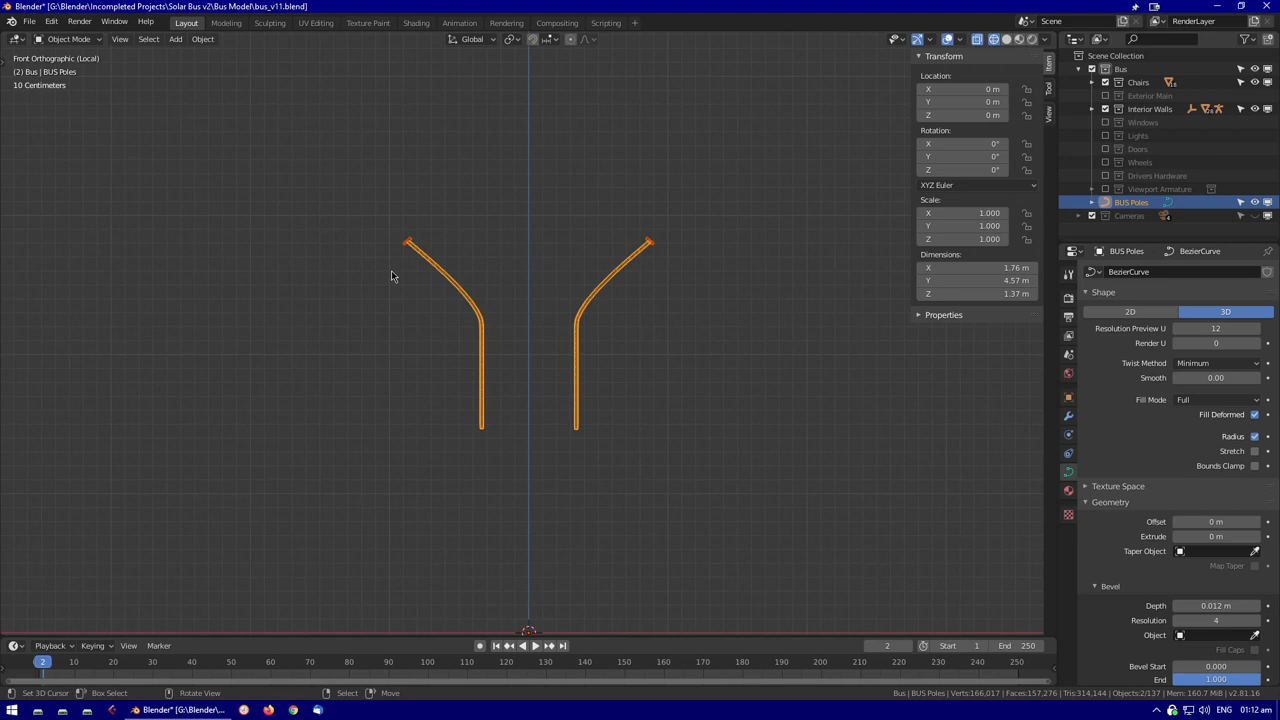 Blender* [G:\Blender\Incompleted Projects\Solar Bus v2\Bus Model\bus_v11.blend]
File Edit Render Window Help Layout Modeling Sculpting UV Editing Texture Paint Shading Animation Rendering Compositing Scripting + Scene RenderLayer
Object Mode View Select Add Object Global
Front Orthographic (Local)
(2) Bus | BUS Poles
10 Centimeters
Transform
Location:
X 0 m
Y 0 m
Z 0 m
Rotation:
X 0°
Y 0°
Z 0°
XYZ Euler
Scale:
X 1.000
Y 1.000
Z 1.000
Dimensions:
X 1.76 m
Y 4.57 m
Z 1.37 m
Properties
Item
Tool
View
Scene Collection
Bus
Chairs
Exterior Main
Interior Walls
Windows
Lights
Doors
Wheels
Drivers Hardware
Viewport Armature
BUS Poles
Cameras 4
BUS Poles BezierCurve
BezierCurve
Shape
2D 3D
Resolution Preview U 12
Render U 0
Twist Method Minimum
Smooth 0.00
Fill Mode Full
Fill Deformed
Radius
Stretch
Bounds Clamp
Texture Space
Geometry
Offset 0 m
Extrude 0 m
Taper Object
Map Taper
Bevel
Depth 0.012 m
Resolution 4
Object
Fill Caps
Bevel Start 0.000
End 1.000
Playback Keying View Marker 2 Start 1 End 250
2 10 20 30 40 50 60 70 80 90 100 110 120 130 140 150 160 170 180 190 200 210 220 230 240 250
Set 3D Cursor Box Select Rotate View Select Move Bus | BUS Poles | Verts:166,017 | Faces:157,276 | Tris:314,144 | Objects:2/137 | Mem: 160.7 MiB | v2.81.16
Blender* [G:\Blende... ENG 01:12 am